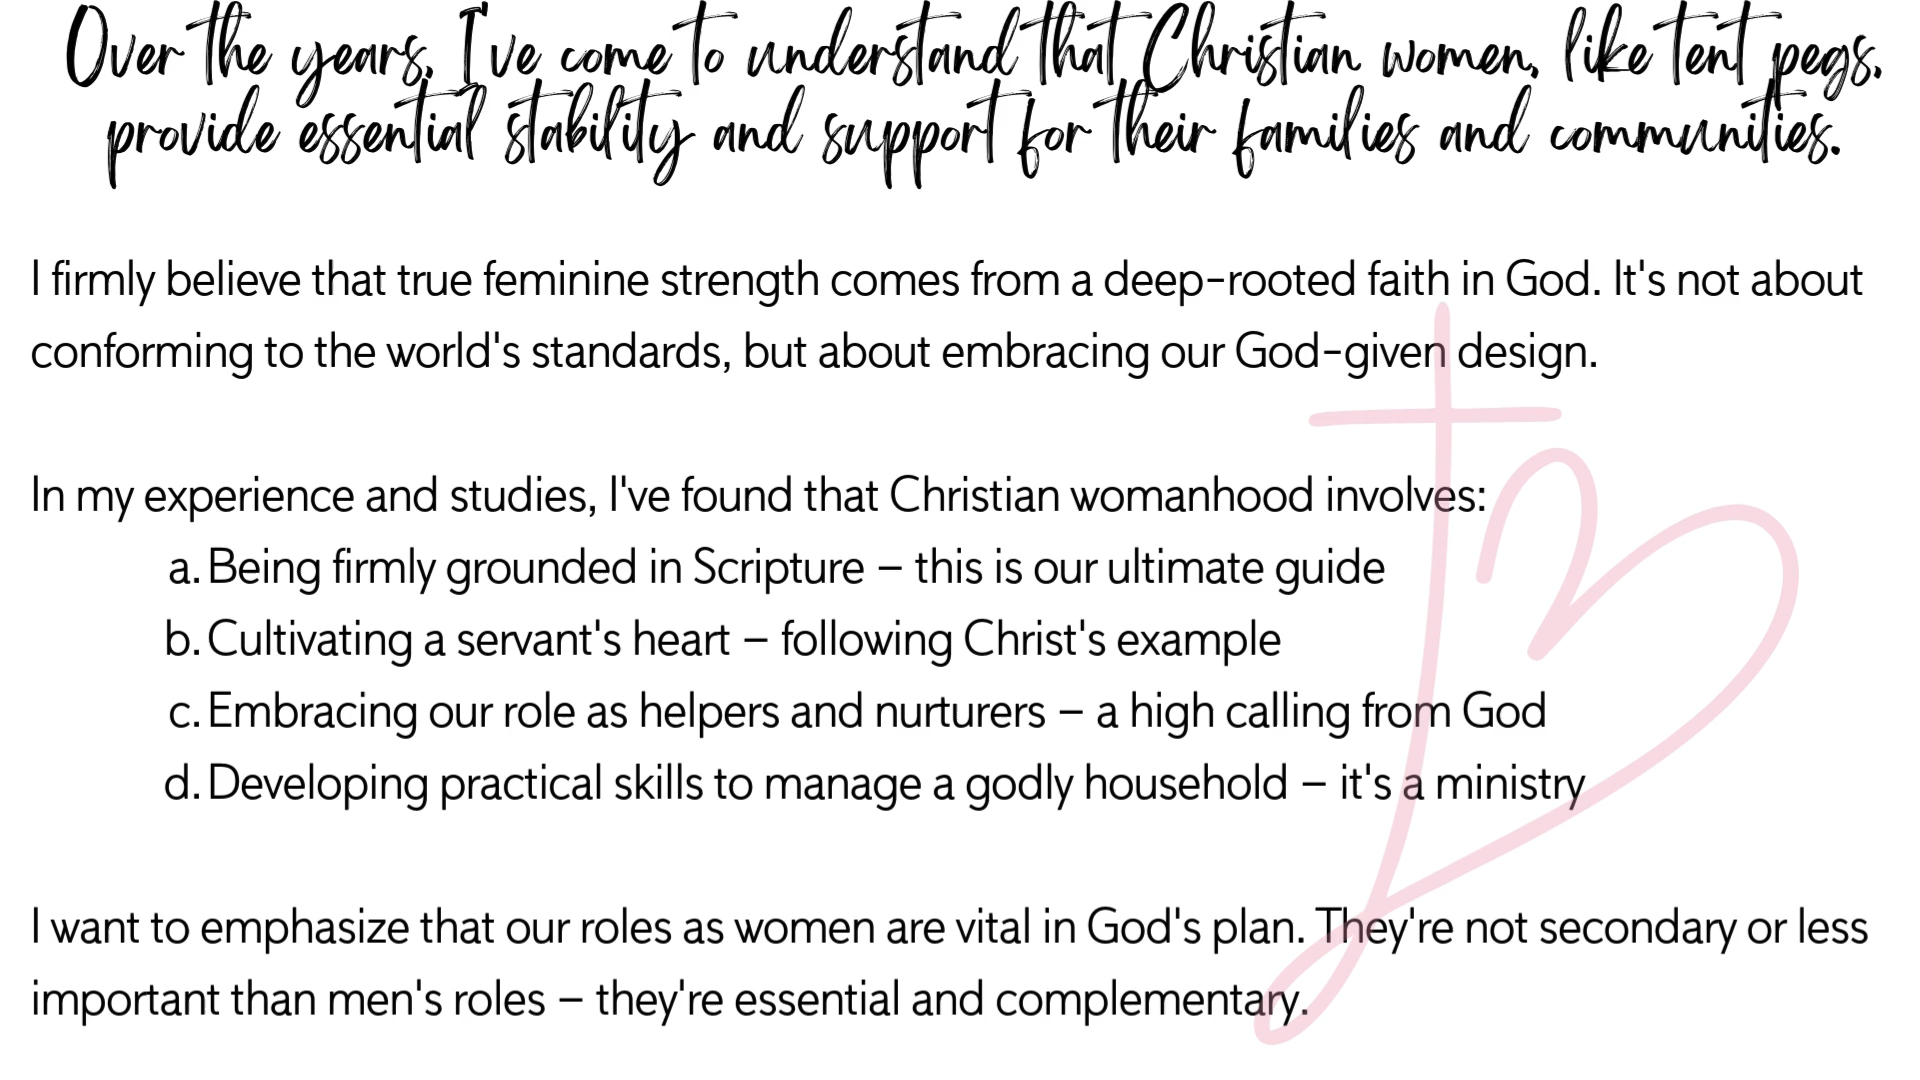 Over the years, I've come to understand that Christian women, like tent pegs,
provide essential stability and support for their families and communities.
I firmly believe that true feminine strength comes from a deep-rooted faith in God. It's not about
conforming to the world's standards, but about embracing our God-given design.
In my experience and studies, I've found that Christian womanhood involves:
a. Being firmly grounded in Scripture – this is our ultimate guide
b. Cultivating a servant's heart – following Christ's example
c. Embracing our role as helpers and nurturers – a high calling from God
d. Developing practical skills to manage a godly household – it's a ministry
I want to emphasize that our roles as women are vital in God's plan. They're not secondary or less
important than men's roles – they're essential and complementary.